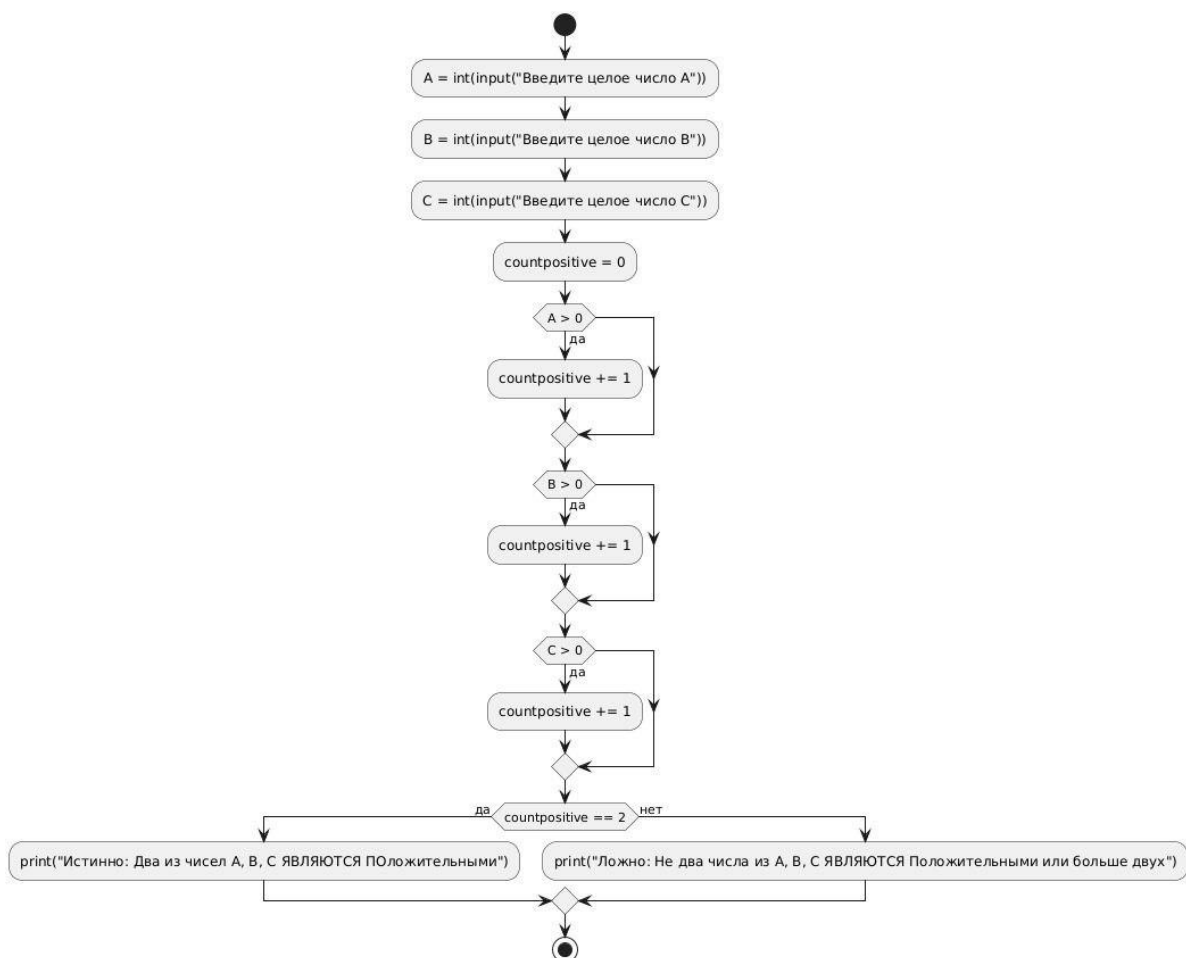 A = int(input("Введите целое число A"))
B = int(input("Введите целое число B"))
C = int(input("Введите целое число C"))
countpositive = 0
A > 0
да
countpositive += 1
B > 0
да
countpositive += 1
C > 0
да
countpositive += 1
да
countpositive == 2
нет
print("Истинно: Два из чисел A, B, C ЯВЛЯЮТСЯ ПОложительными")
print("Ложно: Не два числа из A, B, C ЯВЛЯЮТСЯ Положительными или больше двух")